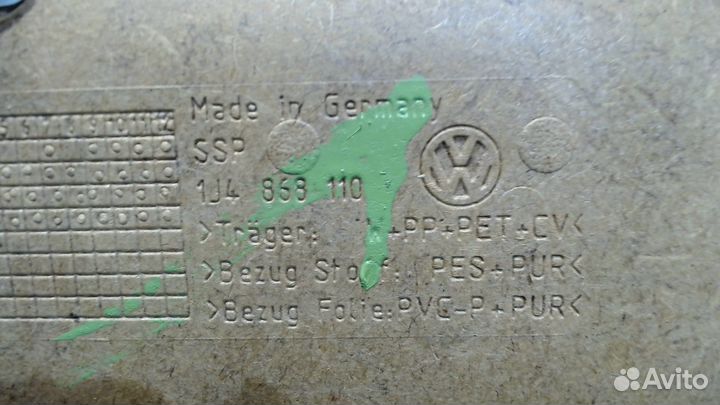 Made in Germany
SSP
1J4 868 110
>Träger: +PP+PET+CV<
>Bezug Stoff: PES+PUR<
>Bezug Folie:PVC-P+PUR<
Avito